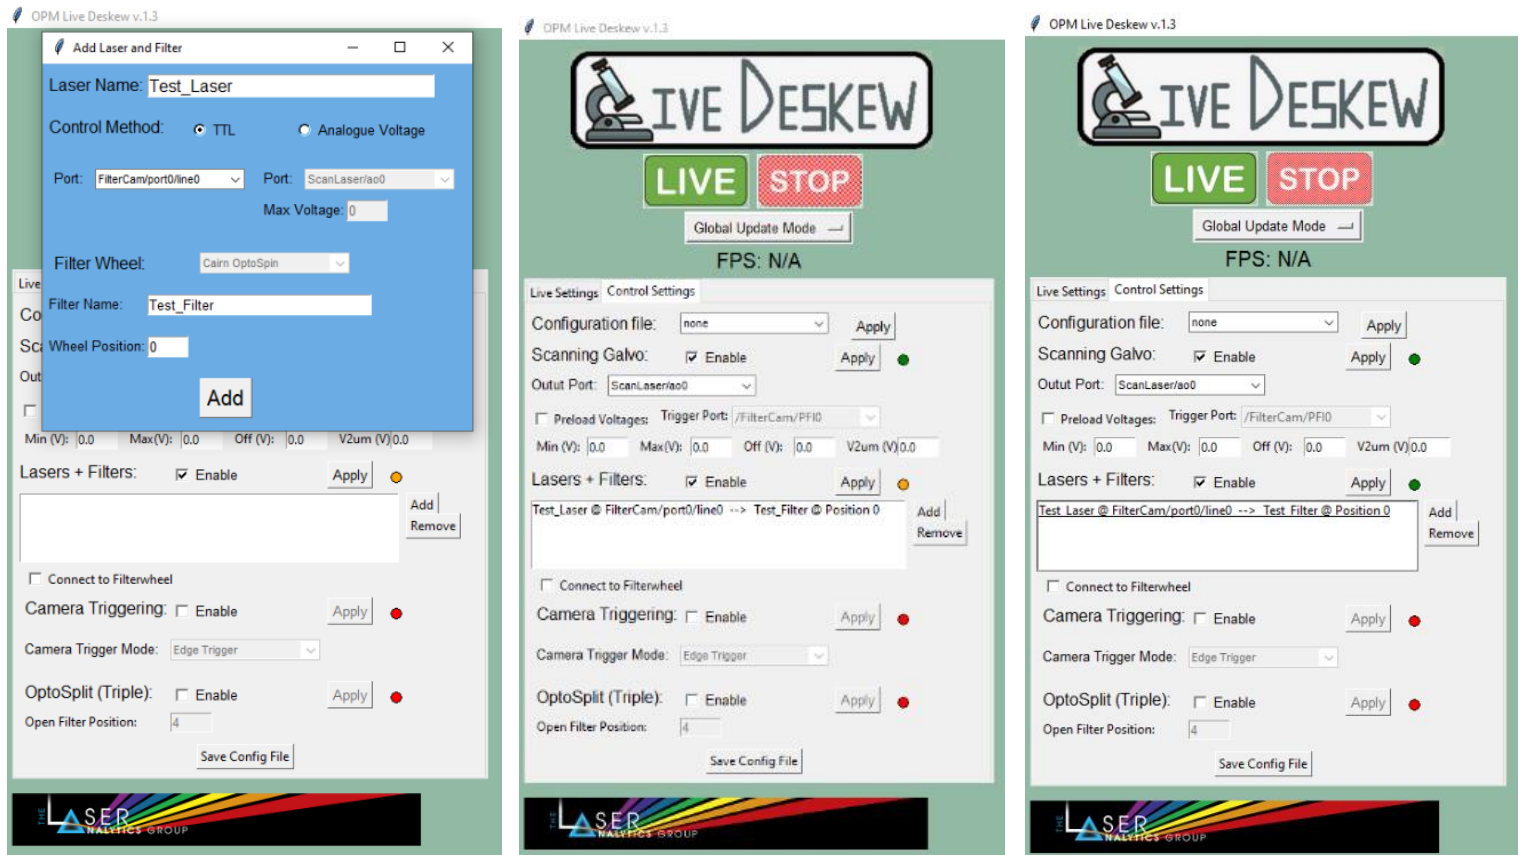 OPM Live Deskew v.1.3
Add Laser and Filter
Laser Name: Test_Laser
Control Method: TTL Analogue Voltage
Port: FilterCam/port0/line0 Port: ScanLaser/ao0
Max Voltage: 0
Filter Wheel: Cairn OptoSpin
Live
Filter Name: Test_Filter
Co
Sca Wheel Position: 0
Out
Add
Min (V): 0.0 Max(V): 0.0 Off (V): 0.0 V2um (V) 0.0
Lasers + Filters: Enable Apply
Add
Remove
Connect to Filterwheel
Camera Triggering: Enable Apply
Camera Trigger Mode: Edge Trigger
OptoSplit (Triple): Enable Apply
Open Filter Position: 4
Save Config File
THE LASER
ANALYTICS GROUP
OPM Live Deskew v.1.3
LIVE DESKEW
LIVE STOP
Global Update Mode
FPS: N/A
Live Settings Control Settings
Configuration file: none Apply
Scanning Galvo: Enable Apply
Outut Port: ScanLaser/ao0
Preload Voltages: Trigger Port: /FilterCam/PFI0
Min (V): 0.0 Max(V): 0.0 Off (V): 0.0 V2um (V) 0.0
Lasers + Filters: Enable Apply
Test_Laser @ FilterCam/port0/line0 --> Test_Filter @ Position 0 Add
Remove
Connect to Filterwheel
Camera Triggering: Enable Apply
Camera Trigger Mode: Edge Trigger
OptoSplit (Triple): Enable Apply
Open Filter Position: 4
Save Config File
THE LASER
ANALYTICS GROUP
OPM Live Deskew v.1.3
LIVE DESKEW
LIVE STOP
Global Update Mode
FPS: N/A
Live Settings Control Settings
Configuration file: none Apply
Scanning Galvo: Enable Apply
Outut Port: ScanLaser/ao0
Preload Voltages: Trigger Port: /FilterCam/PFI0
Min (V): 0.0 Max(V): 0.0 Off (V): 0.0 V2um (V) 0.0
Lasers + Filters: Enable Apply
Test_Laser @ FilterCam/port0/line0 --> Test_Filter @ Position 0 Add
Remove
Connect to Filterwheel
Camera Triggering: Enable Apply
Camera Trigger Mode: Edge Trigger
OptoSplit (Triple): Enable Apply
Open Filter Position: 4
Save Config File
THE LASER
ANALYTICS GROUP